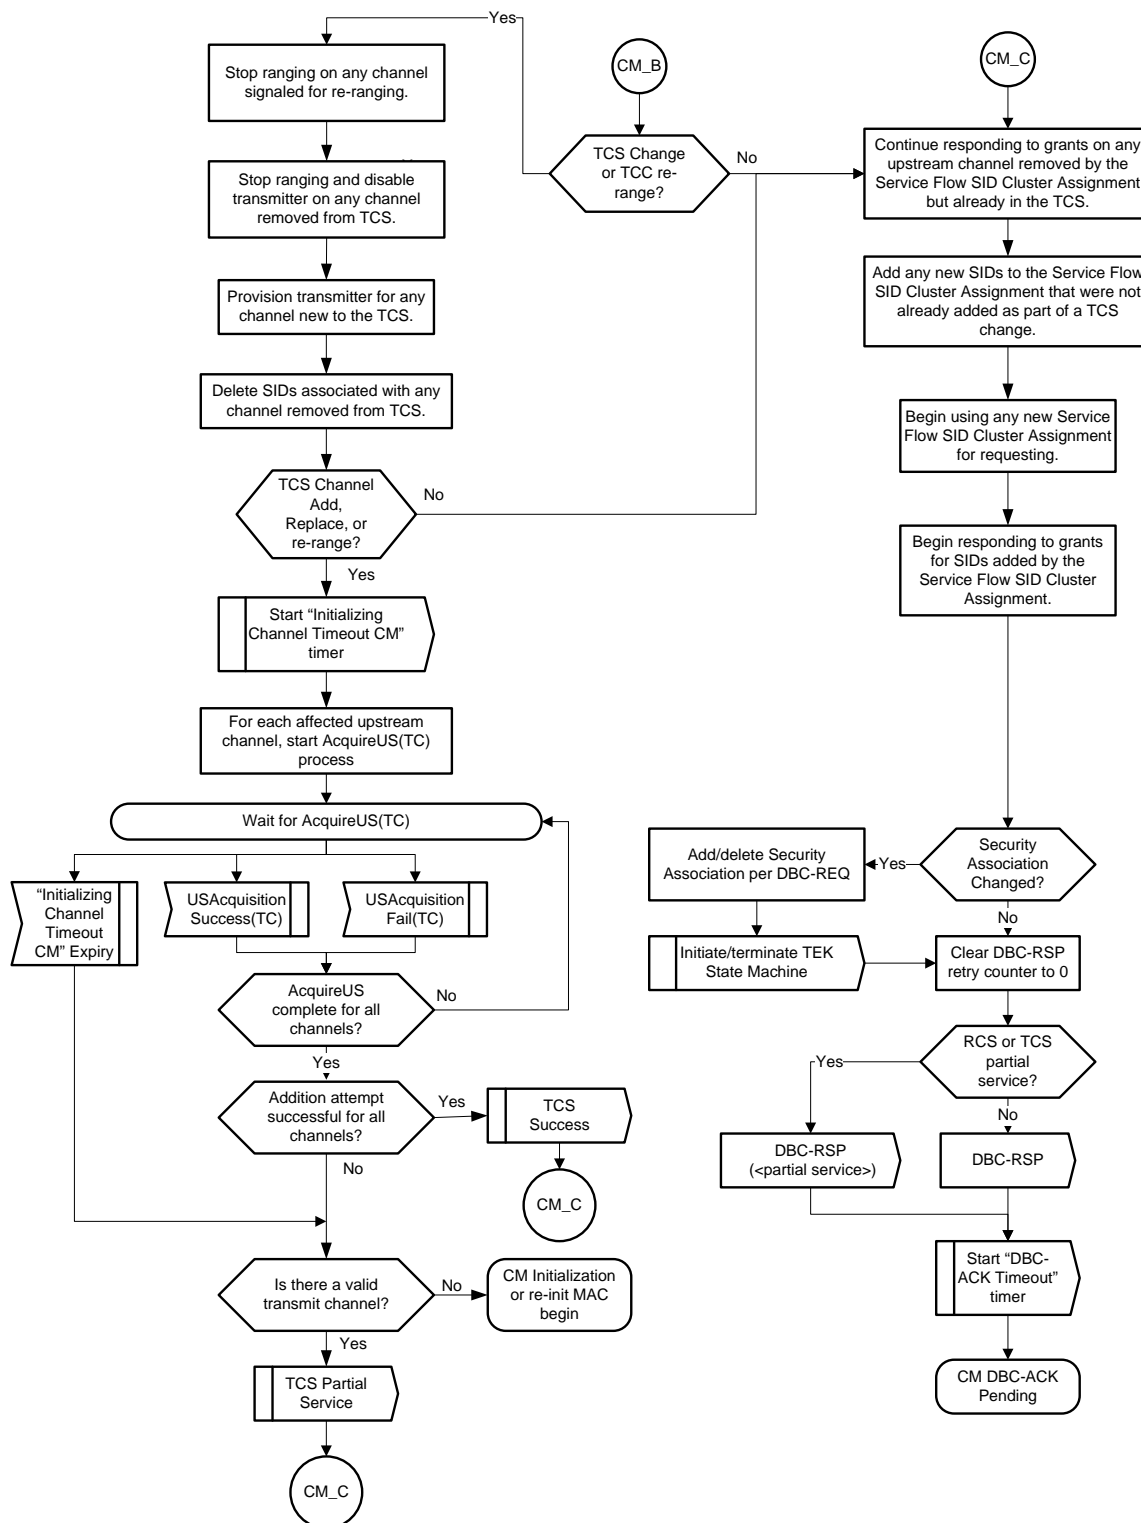 Yes
CM_B
CM_C
Stop ranging on any channel
signaled for re-ranging.
TCS Change
or TCC re-
range?
No
Continue responding to grants on any
upstream channel removed by the
Service Flow SID Cluster Assignment
but already in the TCS.
Stop ranging and disable
transmitter on any channel
removed from TCS.
Provision transmitter for any
channel new to the TCS.
Add any new SIDs to the Service Flow
SID Cluster Assignment that were not
already added as part of a TCS
change.
Delete SIDs associated with any
channel removed from TCS.
Begin using any new Service
Flow SID Cluster Assignment
for requesting.
TCS Channel
Add,
Replace, or
re-range?
No
Yes
Begin responding to grants
for SIDs added by the
Service Flow SID Cluster
Assignment.
Start “Initializing
Channel Timeout CM”
timer
For each affected upstream
channel, start AcquireUS(TC)
process
Wait for AcquireUS(TC)
“Initializing
Channel
Timeout
CM” Expiry
USAcquisition
Success(TC)
USAcquisition
Fail(TC)
Add/delete Security
Association per DBC-REQ
Yes
Security
Association
Changed?
No
Initiate/terminate TEK
State Machine
Clear DBC-RSP
retry counter to 0
AcquireUS
complete for all
channels?
No
Yes
RCS or TCS
partial
service?
Yes
No
Addition attempt
successful for all
channels?
Yes
No
TCS
Success
CM_C
DBC-RSP
(<partial service>)
DBC-RSP
Start “DBC-
ACK Timeout”
timer
Is there a valid
transmit channel?
No
Yes
CM Initialization
or re-init MAC
begin
TCS Partial
Service
CM DBC-ACK
Pending
CM_C